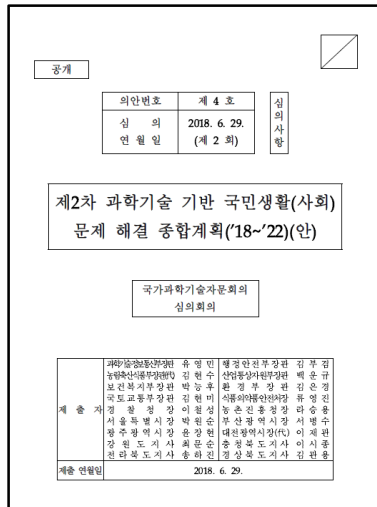 공개
의안번호 제 4 호
심 의 연 월 일 2018. 6. 29. (제 2 회)
심의사항
제2차 과학기술 기반 국민생활(사회)
문제 해결 종합계획('18~'22)(안)
국가과학기술자문회의
심의회의
제 출 자
과학기술정보통신부장관 유영민 행정안전부장관 김부겸
농림축산식품부장관(代) 김현수 산업통상자원부장관 백운규
보건복지부장관 박능후 환경부장관 김은경
국토교통부장관 김현미 식품의약품안전처장 류영진
경찰청장 이철성 농촌진흥청장 라승용
서울특별시장 박원순 부산광역시장 서병수
광주광역시장 윤장현 대전광역시장(代) 이재관
강원도지사 최문순 충청북도지사 이시종
전라북도지사 송하진 경상북도지사 김관용
제출 연월일 2018. 6. 29.